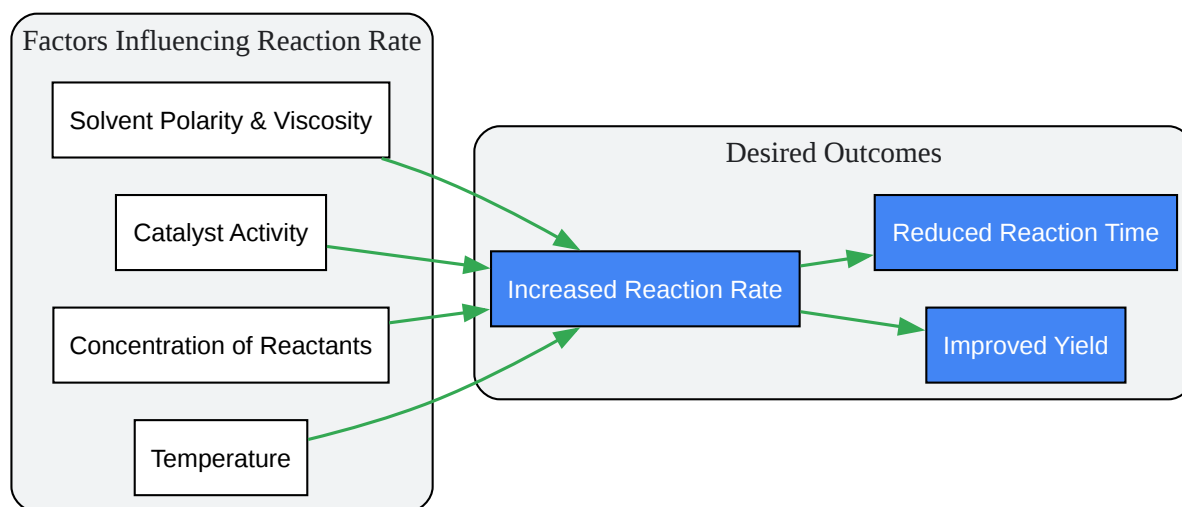 Factors Influencing Reaction Rate
Solvent Polarity & Viscosity
Catalyst Activity
Concentration of Reactants
Temperature
Desired Outcomes
Increased Reaction Rate
Reduced Reaction Time
Improved Yield